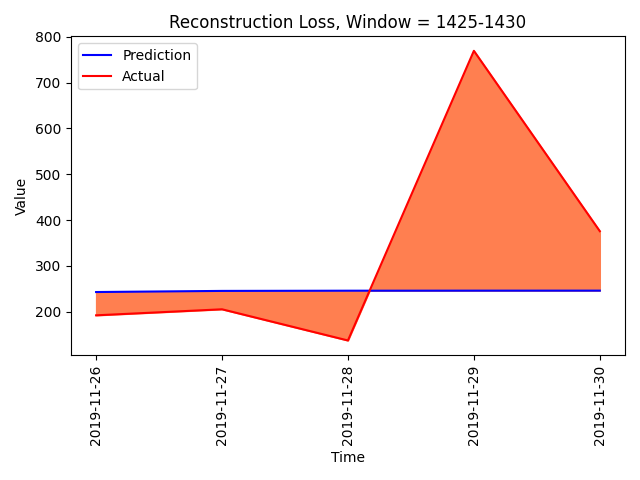 Reconstruction Loss, Window = 1425-1430
Prediction
Actual
800
700
600
500
400
300
200
Value
2019-11-26
2019-11-27
2019-11-28
2019-11-29
2019-11-30
Time